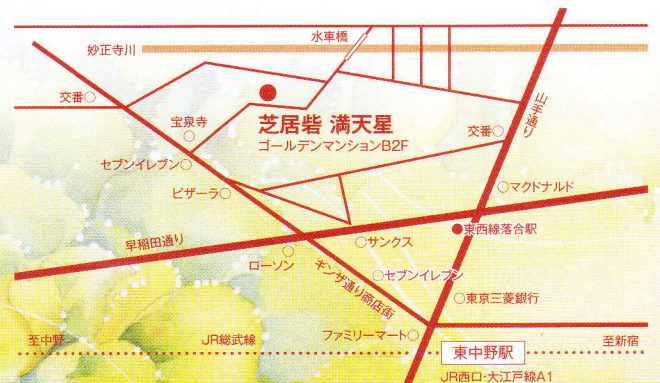 水車橋
妙正寺川
交番
山手通り
宝泉寺
芝居砦 満天星
ゴールデンマンションB2F
交番
セブンイレブン
ピザーラ
マクドナルド
早稲田通り
東西線落合駅
サンクス
ローソン
セブンイレブン
ギンザ通り商店街
東京三菱銀行
ファミリーマート
至中野
JR総武線
東中野駅
至新宿
JR西口・大江戸線A1